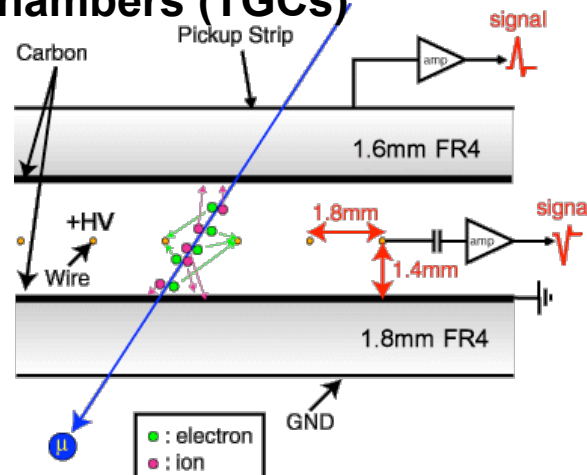 hambers (TGCs)
Pickup Strip
signal
Carbon
amp
1.6mm FR4
+HV
1.8mm
signa
amp
Wire
1.4mm
1.8mm FR4
GND
μ
: electron
: ion